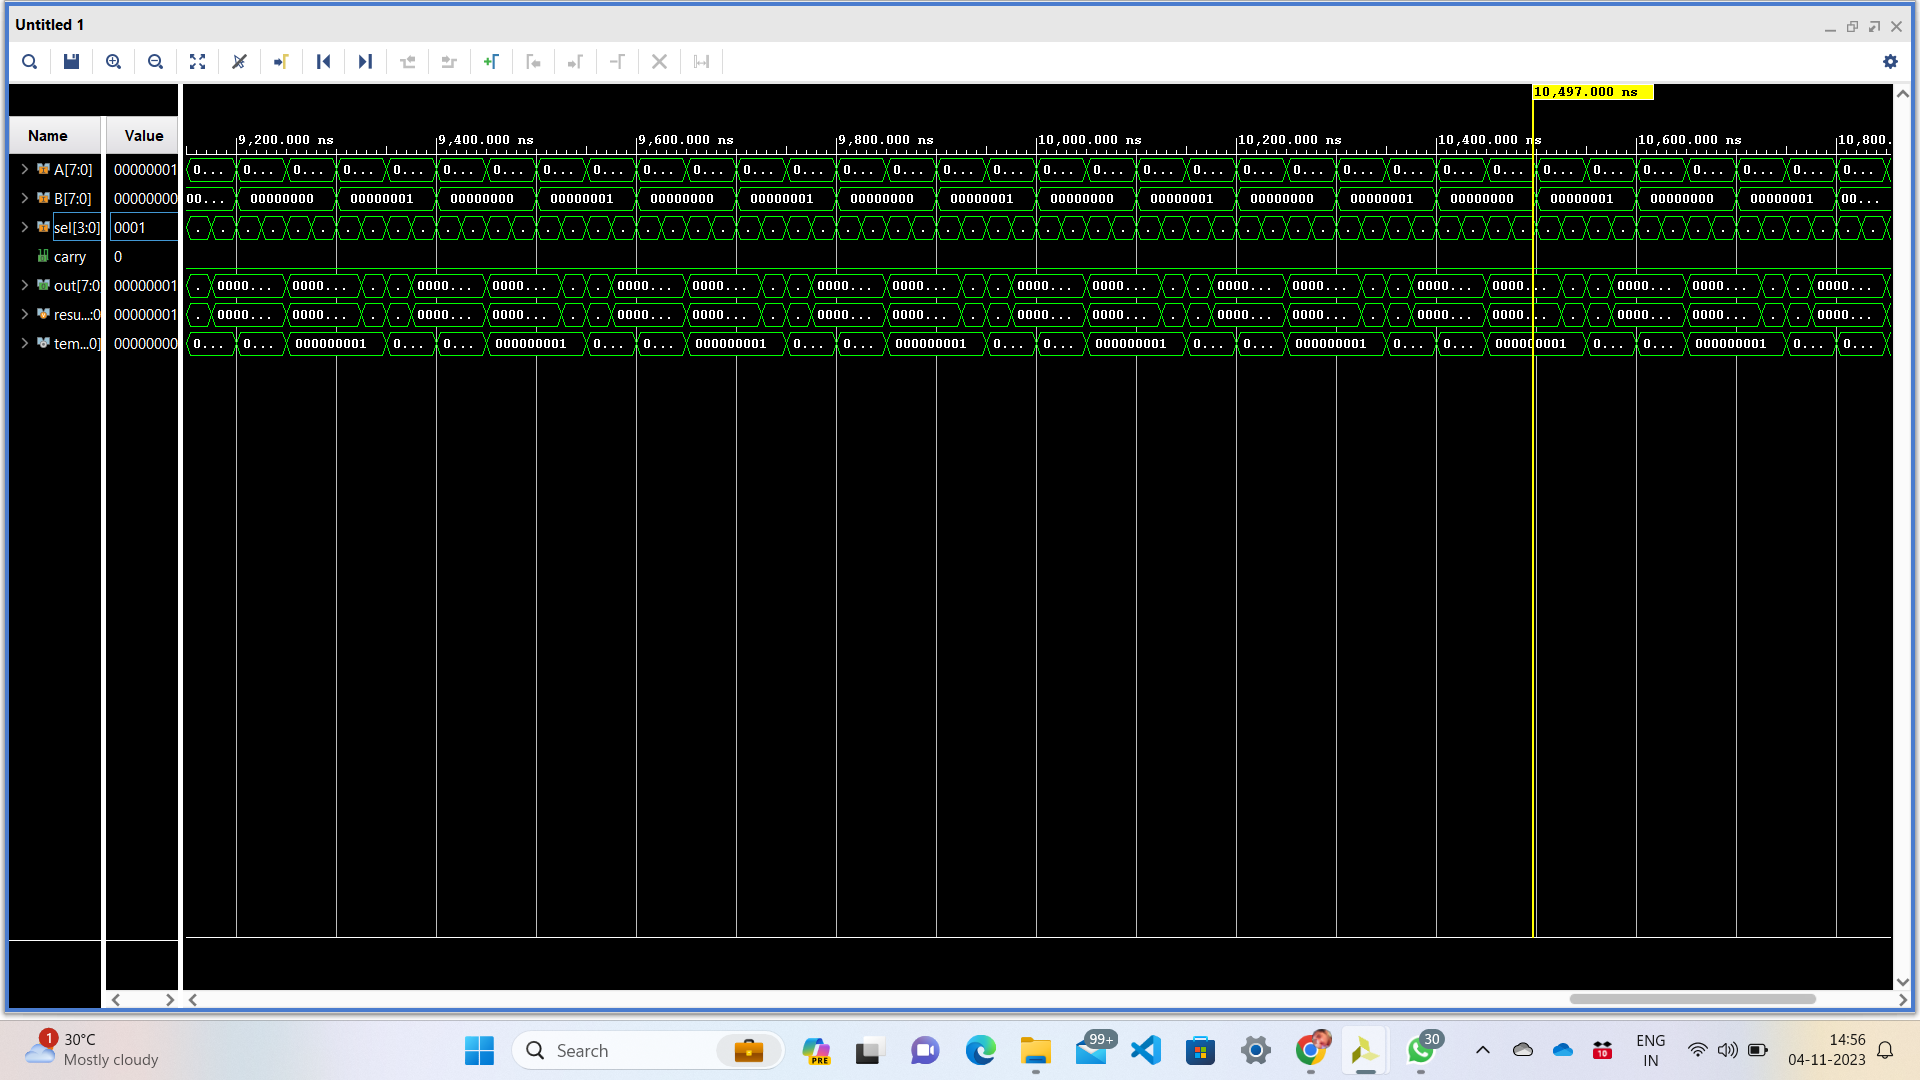 Untitled 1
10,497.000 ns
Name Value
9,200.000 ns 9,400.000 ns 9,600.000 ns 9,800.000 ns 10,000.000 ns 10,200.000 ns 10,400.000 ns 10,600.000 ns 10,800.
A[7:0] 00000001 0... 0... 0... 0... 0... 0... 0... 0... 0... 0... 0... 0... 0... 0... 0... 0... 0... 0... 0... 0... 0... 0... 0... 0... 0... 0... 0... 0... 0... 0... 0... 0... 0... 0...
B[7:0] 00000000 00... 00000000 00000001 00000000 00000001 00000000 00000001 00000000 00000001 00000000 00000001 00000000 00000001 00000000 00000001 00000000 00000001 00...
sel[3:0] 0001
carry 0
out[7:0 00000001 . 0000... 0000... . . 0000... 0000... . . 0000... 0000... . . 0000... 0000... . . 0000... 0000... . . 0000... 0000... . . 0000... 0000... . . 0000... 0000... . . 0000...
resu...:0 00000001 . 0000... 0000... . . 0000... 0000... . . 0000... 0000... . . 0000... 0000... . . 0000... 0000... . . 0000... 0000... . . 0000... 0000... . . 0000... 0000... . . 0000...
tem...0] 00000000 0... 0... 000000001 0... 0... 000000001 0... 0... 000000001 0... 0... 000000001 0... 0... 000000001 0... 0... 000000001 0... 0... 000000001 0... 0... 000000001 0... 0...
1
30°C
Mostly cloudy
Search
PRE
99+
30
10
ENG
IN
14:56
04-11-2023